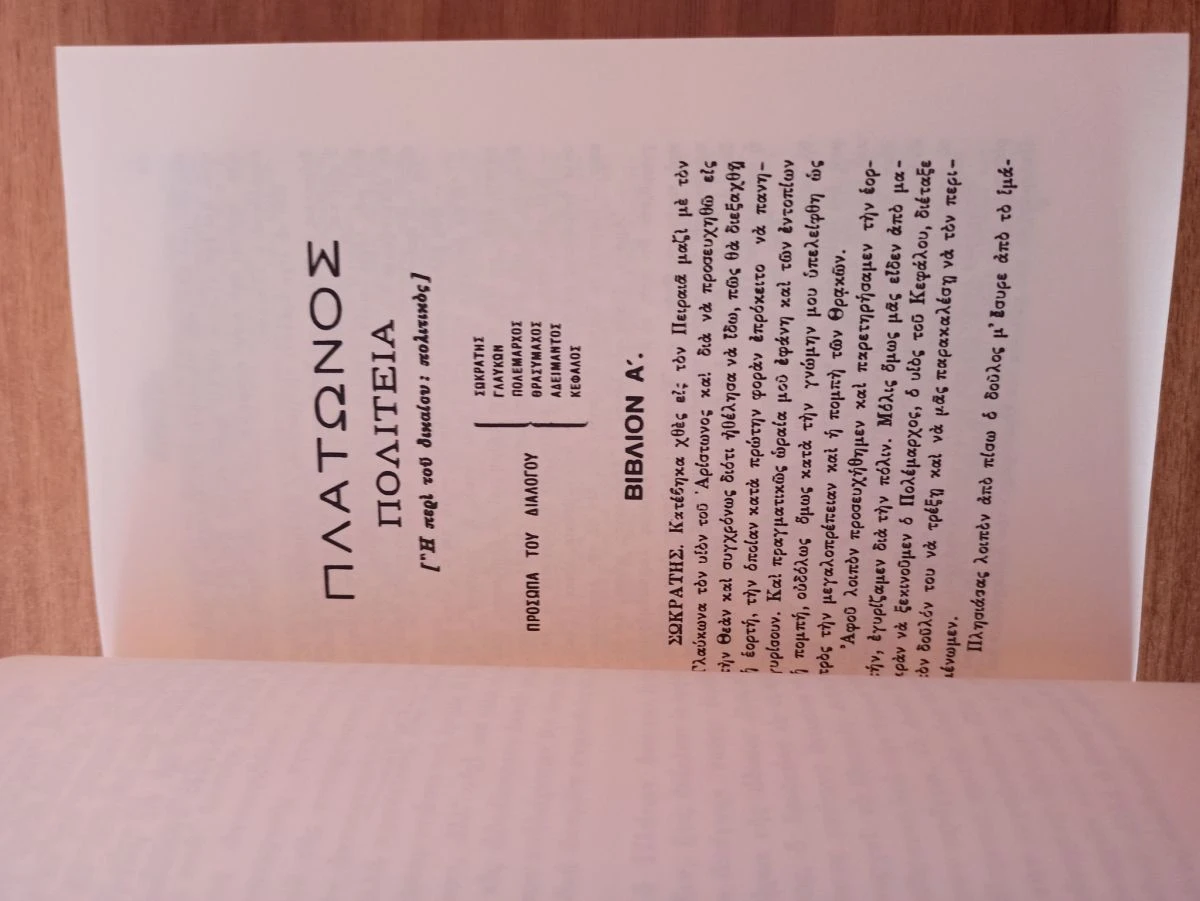 ΠΛΑΤΩΝΟΣ
ΠΟΛΙΤΕΙΑ
[Ἢ περὶ τοῦ δικαίου: πολιτικὸς]
ΠΡΟΣΩΠΑ ΤΟΥ ΔΙΑΛΟΓΟΥ
ΣΩΚΡΑΤΗΣ
ΓΛΑΥΚΩΝ
ΠΟΛΕΜΑΡΧΟΣ
ΘΡΑΣΥΜΑΧΟΣ
ΑΔΕΙΜΑΝΤΟΣ
ΚΕΦΑΛΟΣ
ΒΙΒΛΙΟΝ Α΄.
ΣΩΚΡΑΤΗΣ. Κατέβηκα χθὲς εἰς τὸν Πειραιᾶ μαζὶ μὲ τὸν
Γλαύκωνα τὸν υἱὸν τοῦ Ἀρίστωνος καὶ διὰ νὰ προσευχηθῶ εἰς
τὴν Θεὰν καὶ συγχρόνως διότι ἠθέλησα νὰ ἴδω, πῶς θὰ διεξαχθῇ
ἡ ἑορτή, τὴν ὁποίαν κατὰ πρώτην φορὰν ἐπρόκειτο νὰ πανη-
γυρίσουν. Καὶ πραγματικῶς ὡραία μοῦ ἐφάνη καὶ τῶν ἐντοπίων
ἡ πομπή, οὐδόλως ὅμως κατὰ τὴν γνώμην μου ὑπελείφθη ὡς
πρὸς τὴν μεγαλοπρέπειαν καὶ ἡ πομπὴ τῶν Θρᾳκῶν.
Ἀφοῦ λοιπὸν προσευχήθημεν καὶ παρετηρήσαμεν τὴν ἑορ-
τήν, ἐγυρίζαμεν διὰ τὴν πόλιν. Μόλις ὅμως μᾶς εἶδεν ἀπὸ μα-
κρὰν νὰ ξεκινοῦμεν ὁ Πολέμαρχος, ὁ υἱὸς τοῦ Κεφάλου, διέταξε
τὸν δοῦλόν του νὰ τρέξῃ καὶ νὰ μᾶς παρακαλέσῃ νὰ τὸν περι-
μένωμεν.
Πλησιάσας λοιπὸν ἀπὸ πίσω ὁ δοῦλος μ' ἔσυρε ἀπὸ τὸ ἱμά-